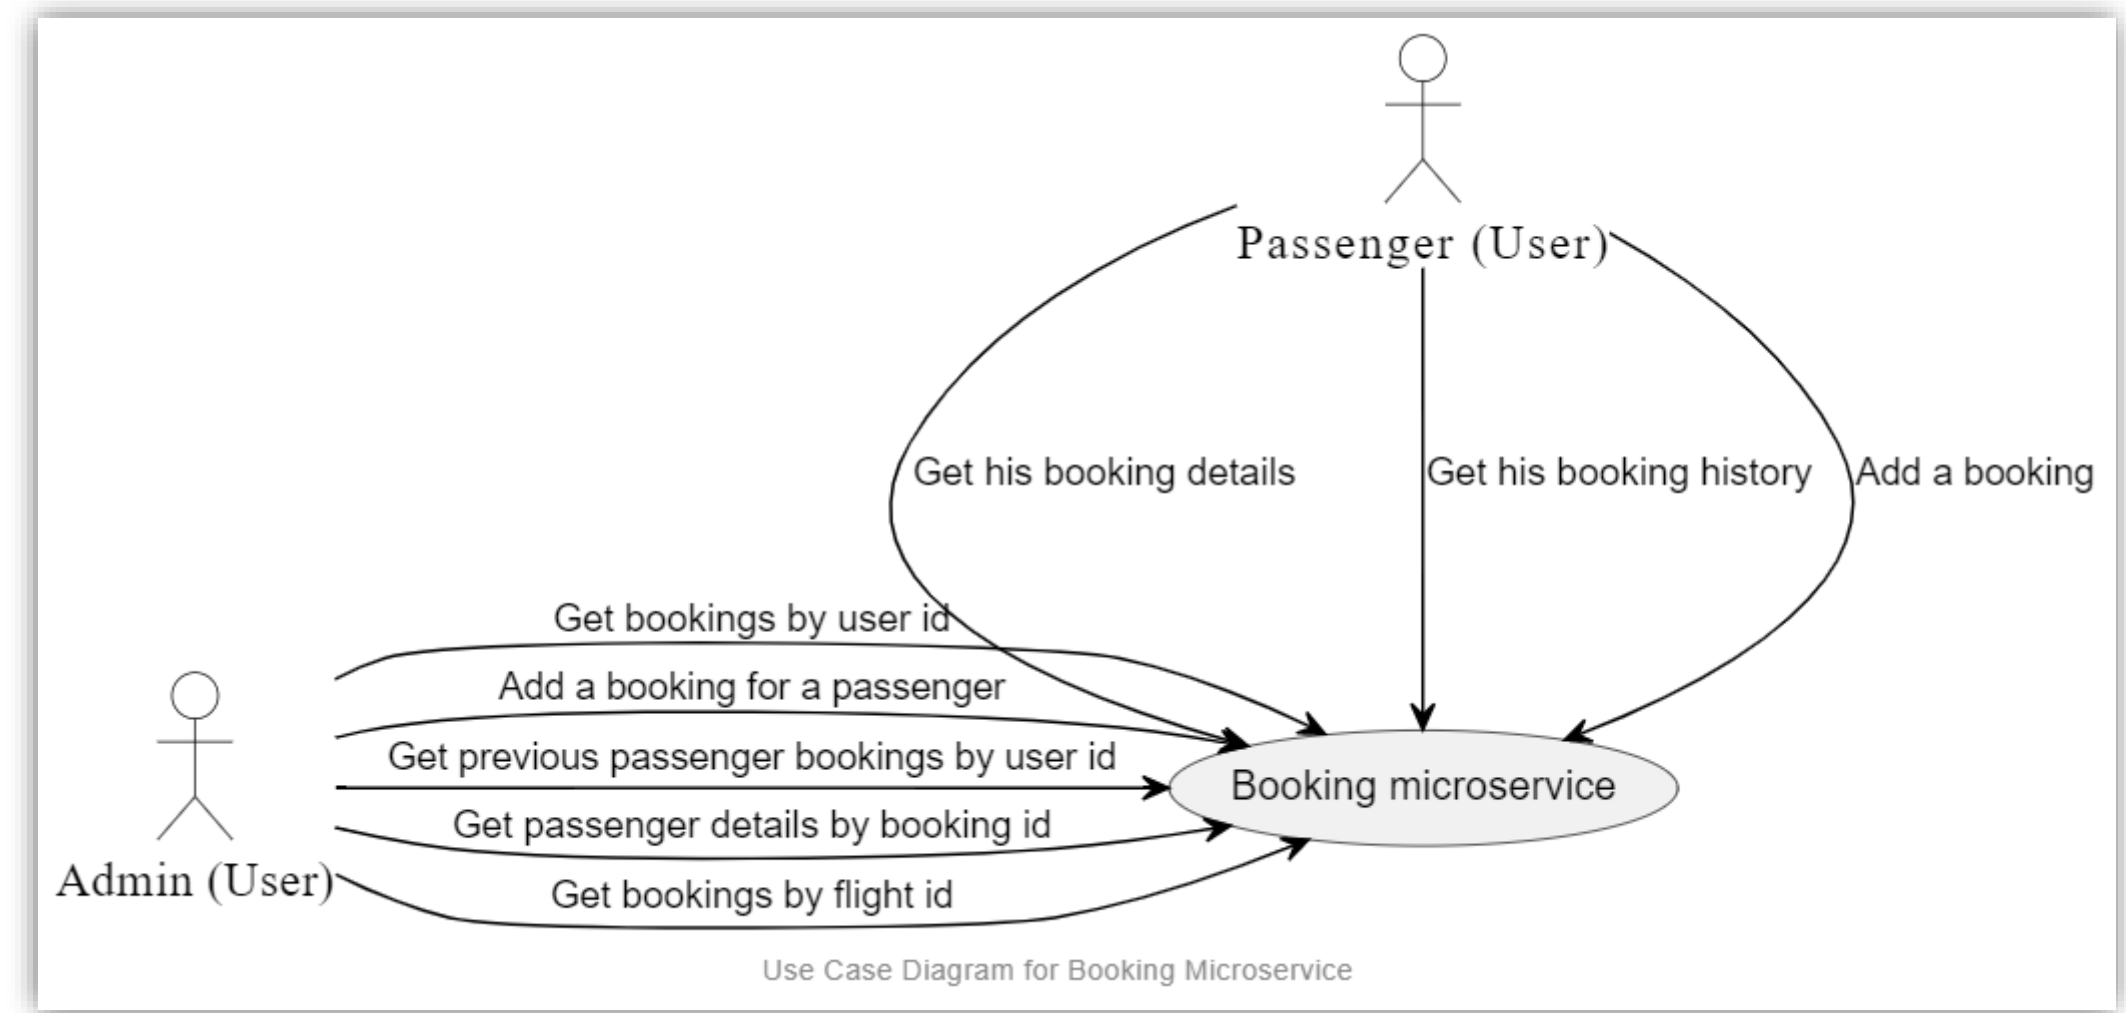 Passenger (User)
Get his booking details
Get his booking history
Add a booking
Get bookings by user id
Add a booking for a passenger
Get previous passenger bookings by user id
Booking microservice
Get passenger details by booking id
Admin (User)
Get bookings by flight id
Use Case Diagram for Booking Microservice